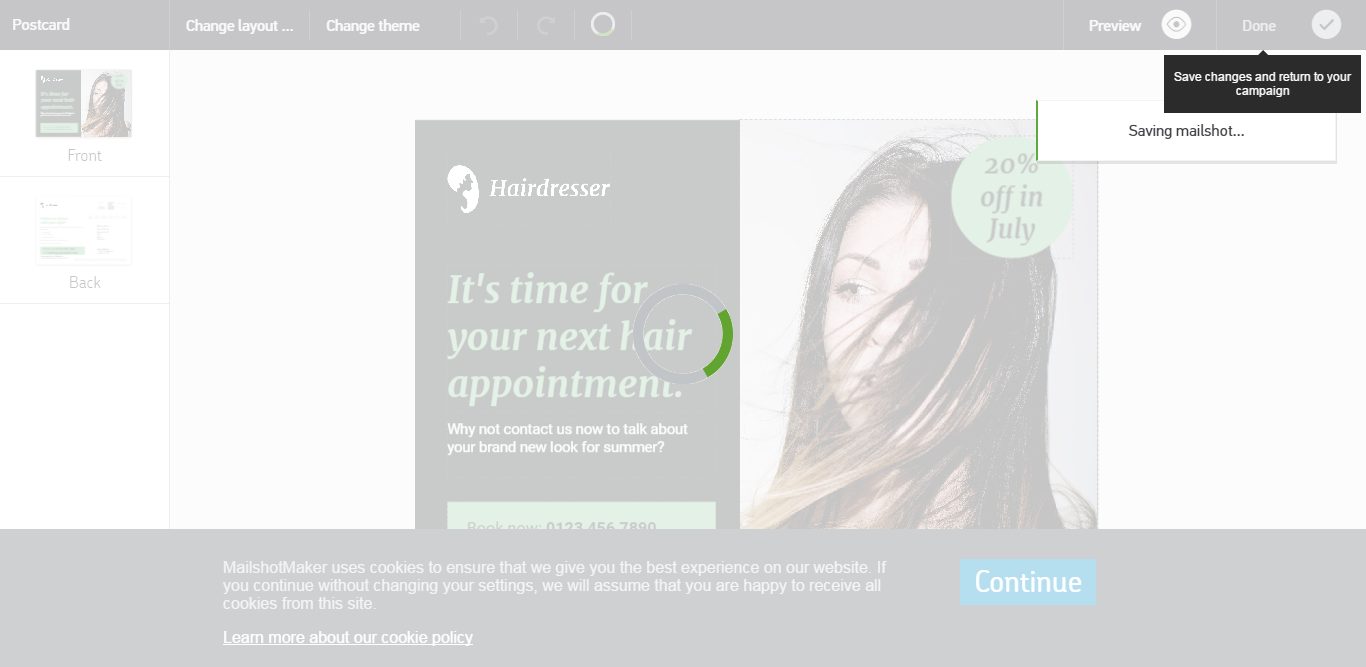 Postcard
Change layout ...
Change theme
Preview
Done
Save changes and return to your
campaign
Saving mailshot...
Front
Back
Hairdresser
20%
off in
July
It's time for
your next hair
appointment.
Why not contact us now to talk about
your brand new look for summer?
Book now: 0123 456 7890
MailshotMaker uses cookies to ensure that we give you the best experience on our website. If
you continue without changing your settings, we will assume that you are happy to receive all
cookies from this site.
Continue
Learn more about our cookie policy